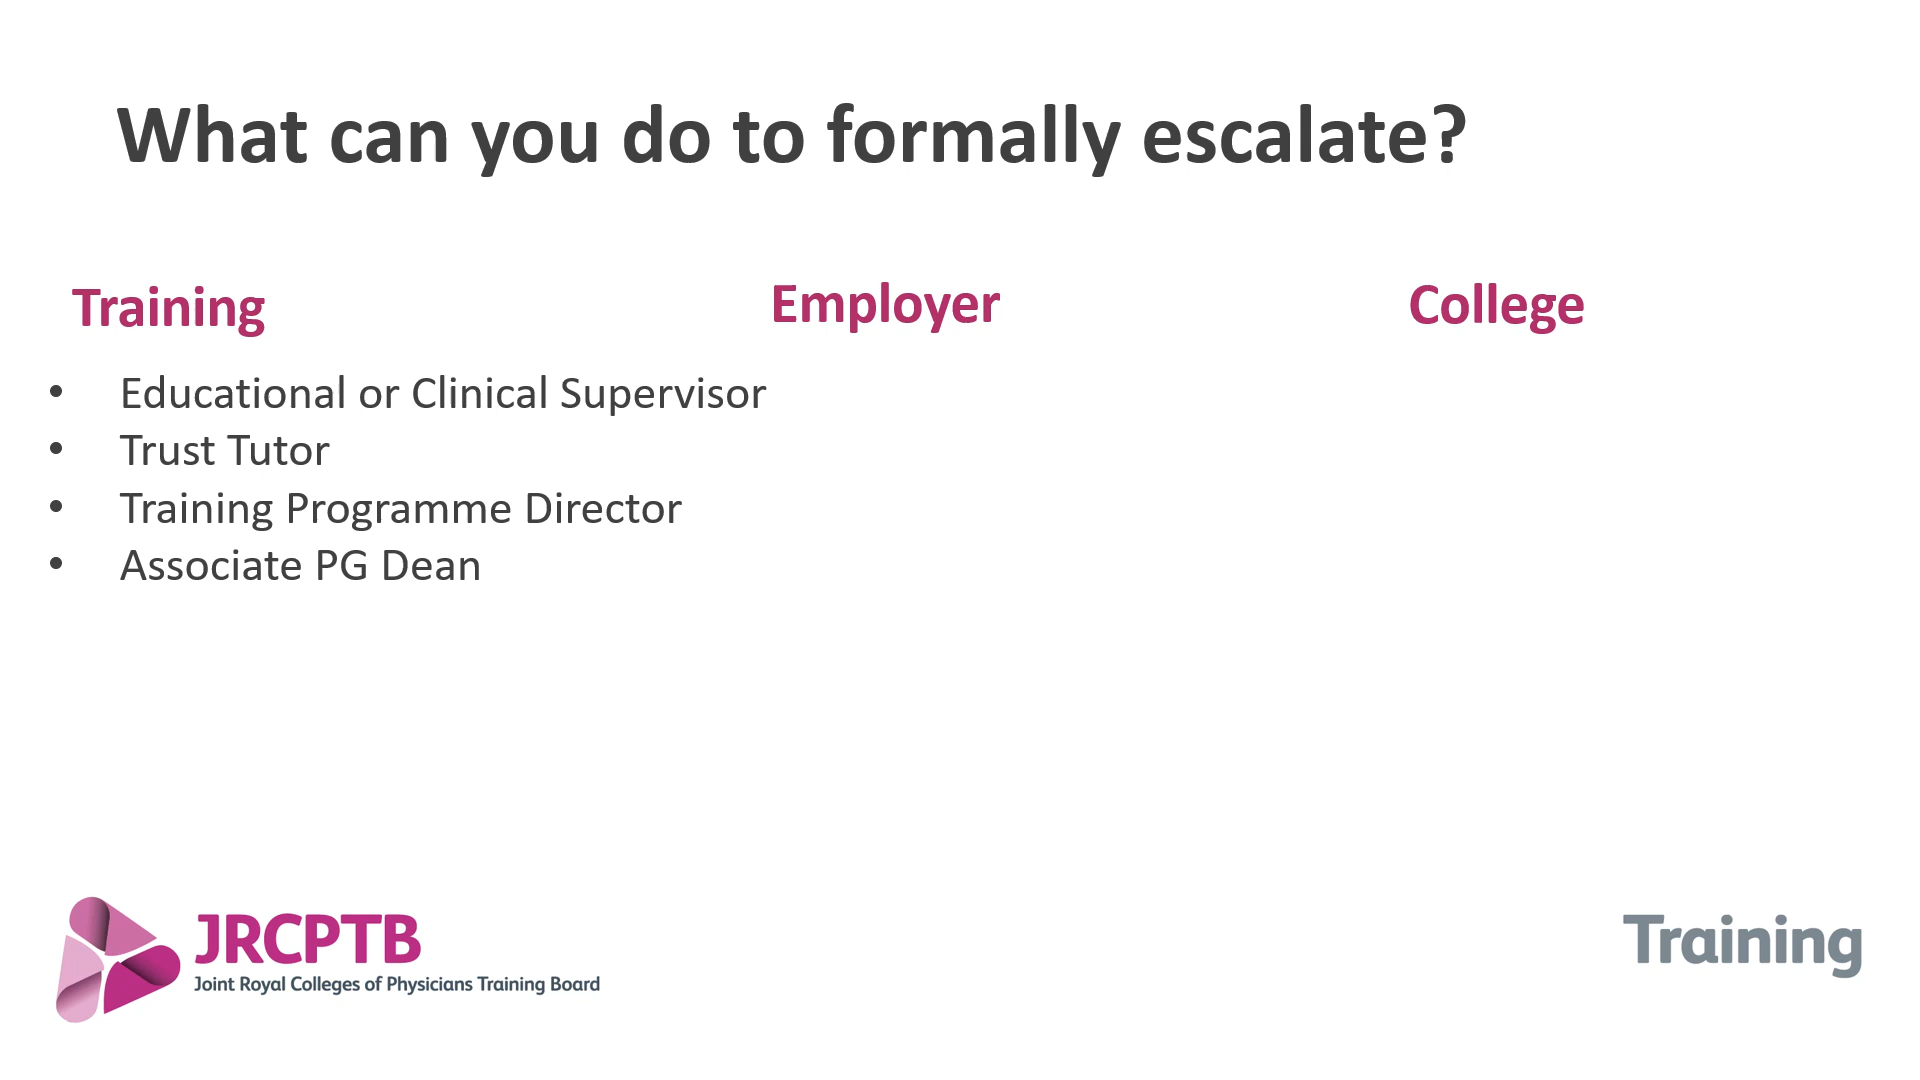 What can you do to formally escalate?
Training
Employer
College
• Educational or Clinical Supervisor
• Trust Tutor
• Training Programme Director
• Associate PG Dean
JRCPTB
Joint Royal Colleges of Physicians Training Board
Training